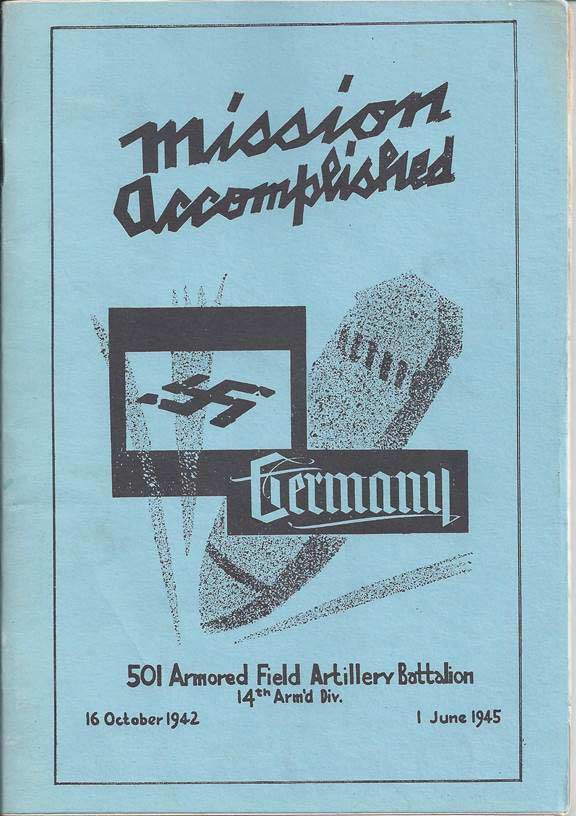 Mission
Accomplished
Germany
501 Armored Field Artillery Battalion
14th Arm'd Div.
16 October 1942
1 June 1945